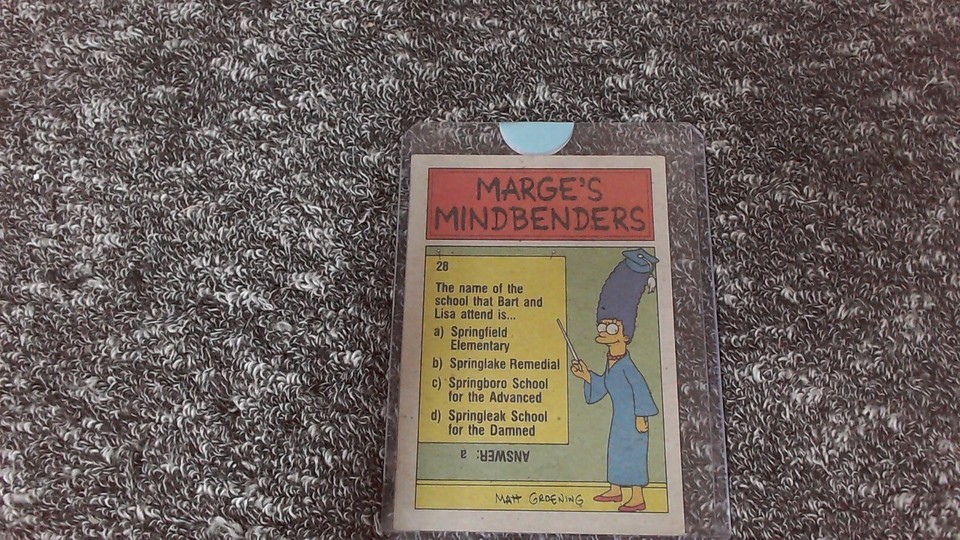 MARGE'S
MINDBENDERS
28
The name of the
school that Bart and
Lisa attend is...
a) Springfield
Elementary
b) Springlake Remedial
c) Springboro School
for the Advanced
d) Springleak School
for the Damned
ANSWER: a
MATT GROENING